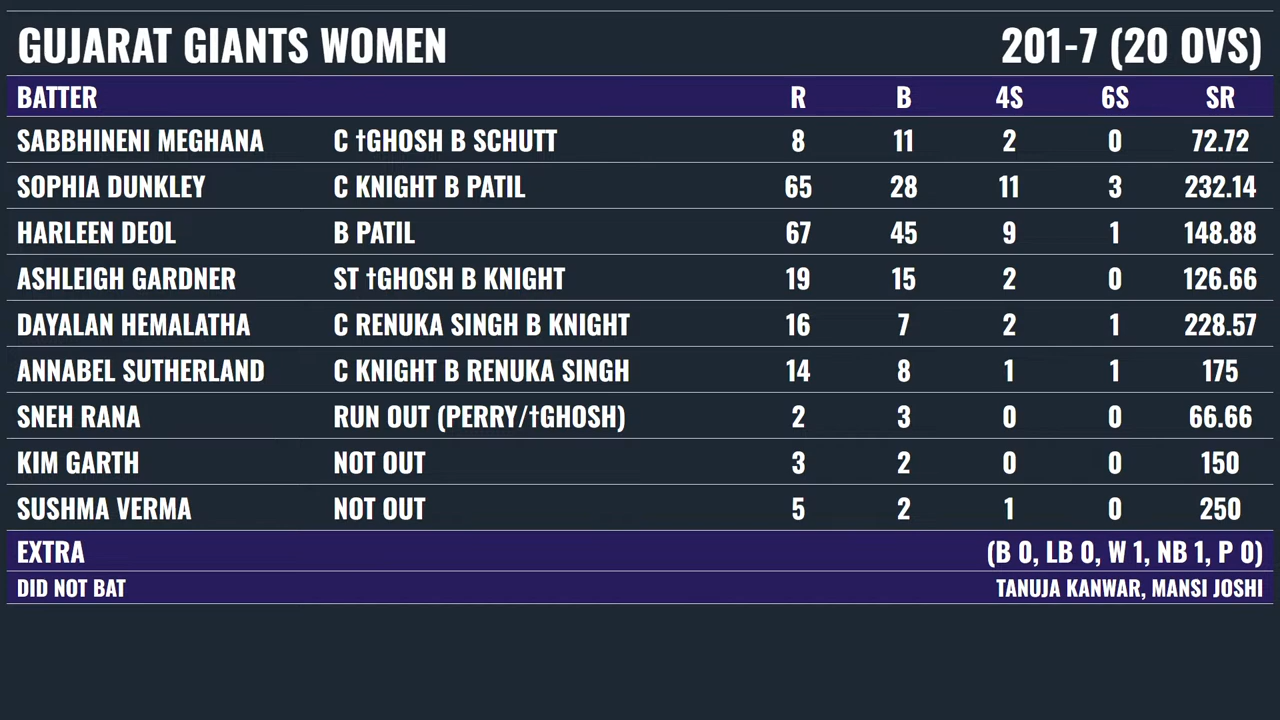 GUJARAT GIANTS WOMEN 201-7 (20 OVS)
BATTER R B 4S 6S SR
SABBHINENI MEGHANA C †GHOSH B SCHUTT 8 11 2 0 72.72
SOPHIA DUNKLEY C KNIGHT B PATIL 65 28 11 3 232.14
HARLEEN DEOL B PATIL 67 45 9 1 148.88
ASHLEIGH GARDNER ST †GHOSH B KNIGHT 19 15 2 0 126.66
DAYALAN HEMALATHA C RENUKA SINGH B KNIGHT 16 7 2 1 228.57
ANNABEL SUTHERLAND C KNIGHT B RENUKA SINGH 14 8 1 1 175
SNEH RANA RUN OUT (PERRY/†GHOSH) 2 3 0 0 66.66
KIM GARTH NOT OUT 3 2 0 0 150
SUSHMA VERMA NOT OUT 5 2 1 0 250
EXTRA (B 0, LB 0, W 1, NB 1, P 0)
DID NOT BAT TANUJA KANWAR, MANSI JOSHI